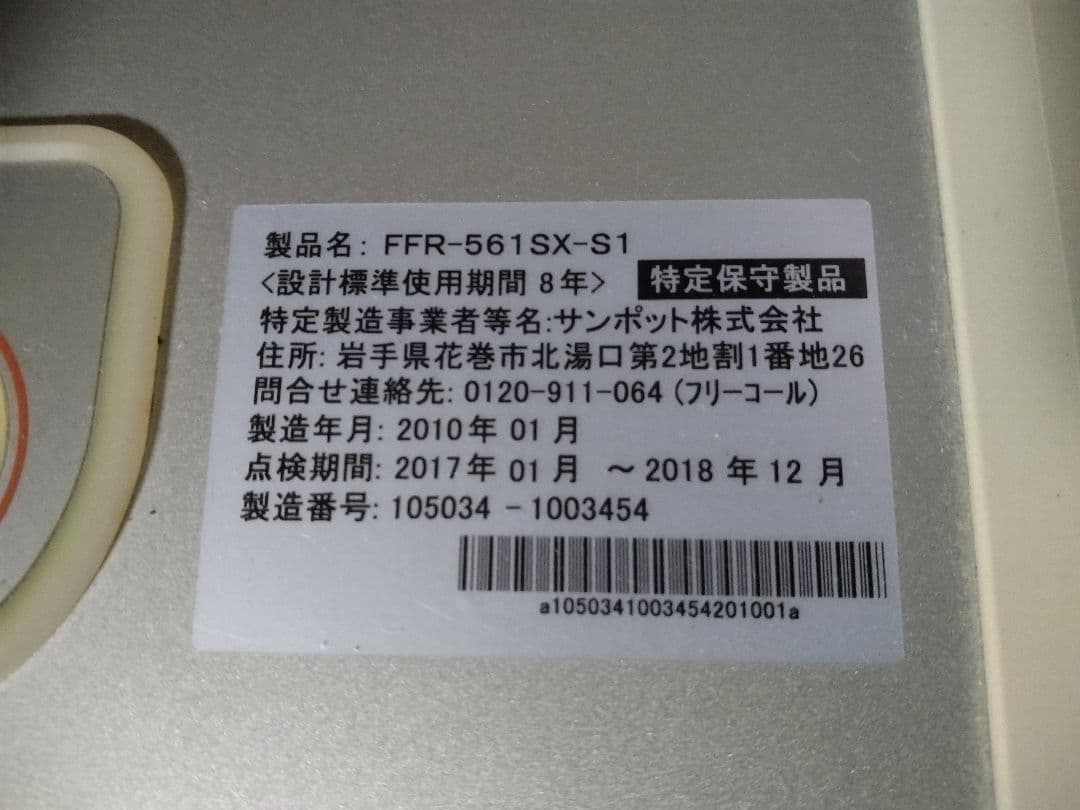 製品名: FFR-561SX-S1
<設計標準使用期間 8年> 特定保守製品
特定製造事業者等名:サンポット株式会社
住所: 岩手県花巻市北湯口第2地割1番地26
問合せ連絡先: 0120-911-064 (フリーコール)
製造年月: 2010年 01月
点検期間: 2017年 01月 ～2018 年 12 月
製造番号: 105034 - 1003454
a1050341003454201001a